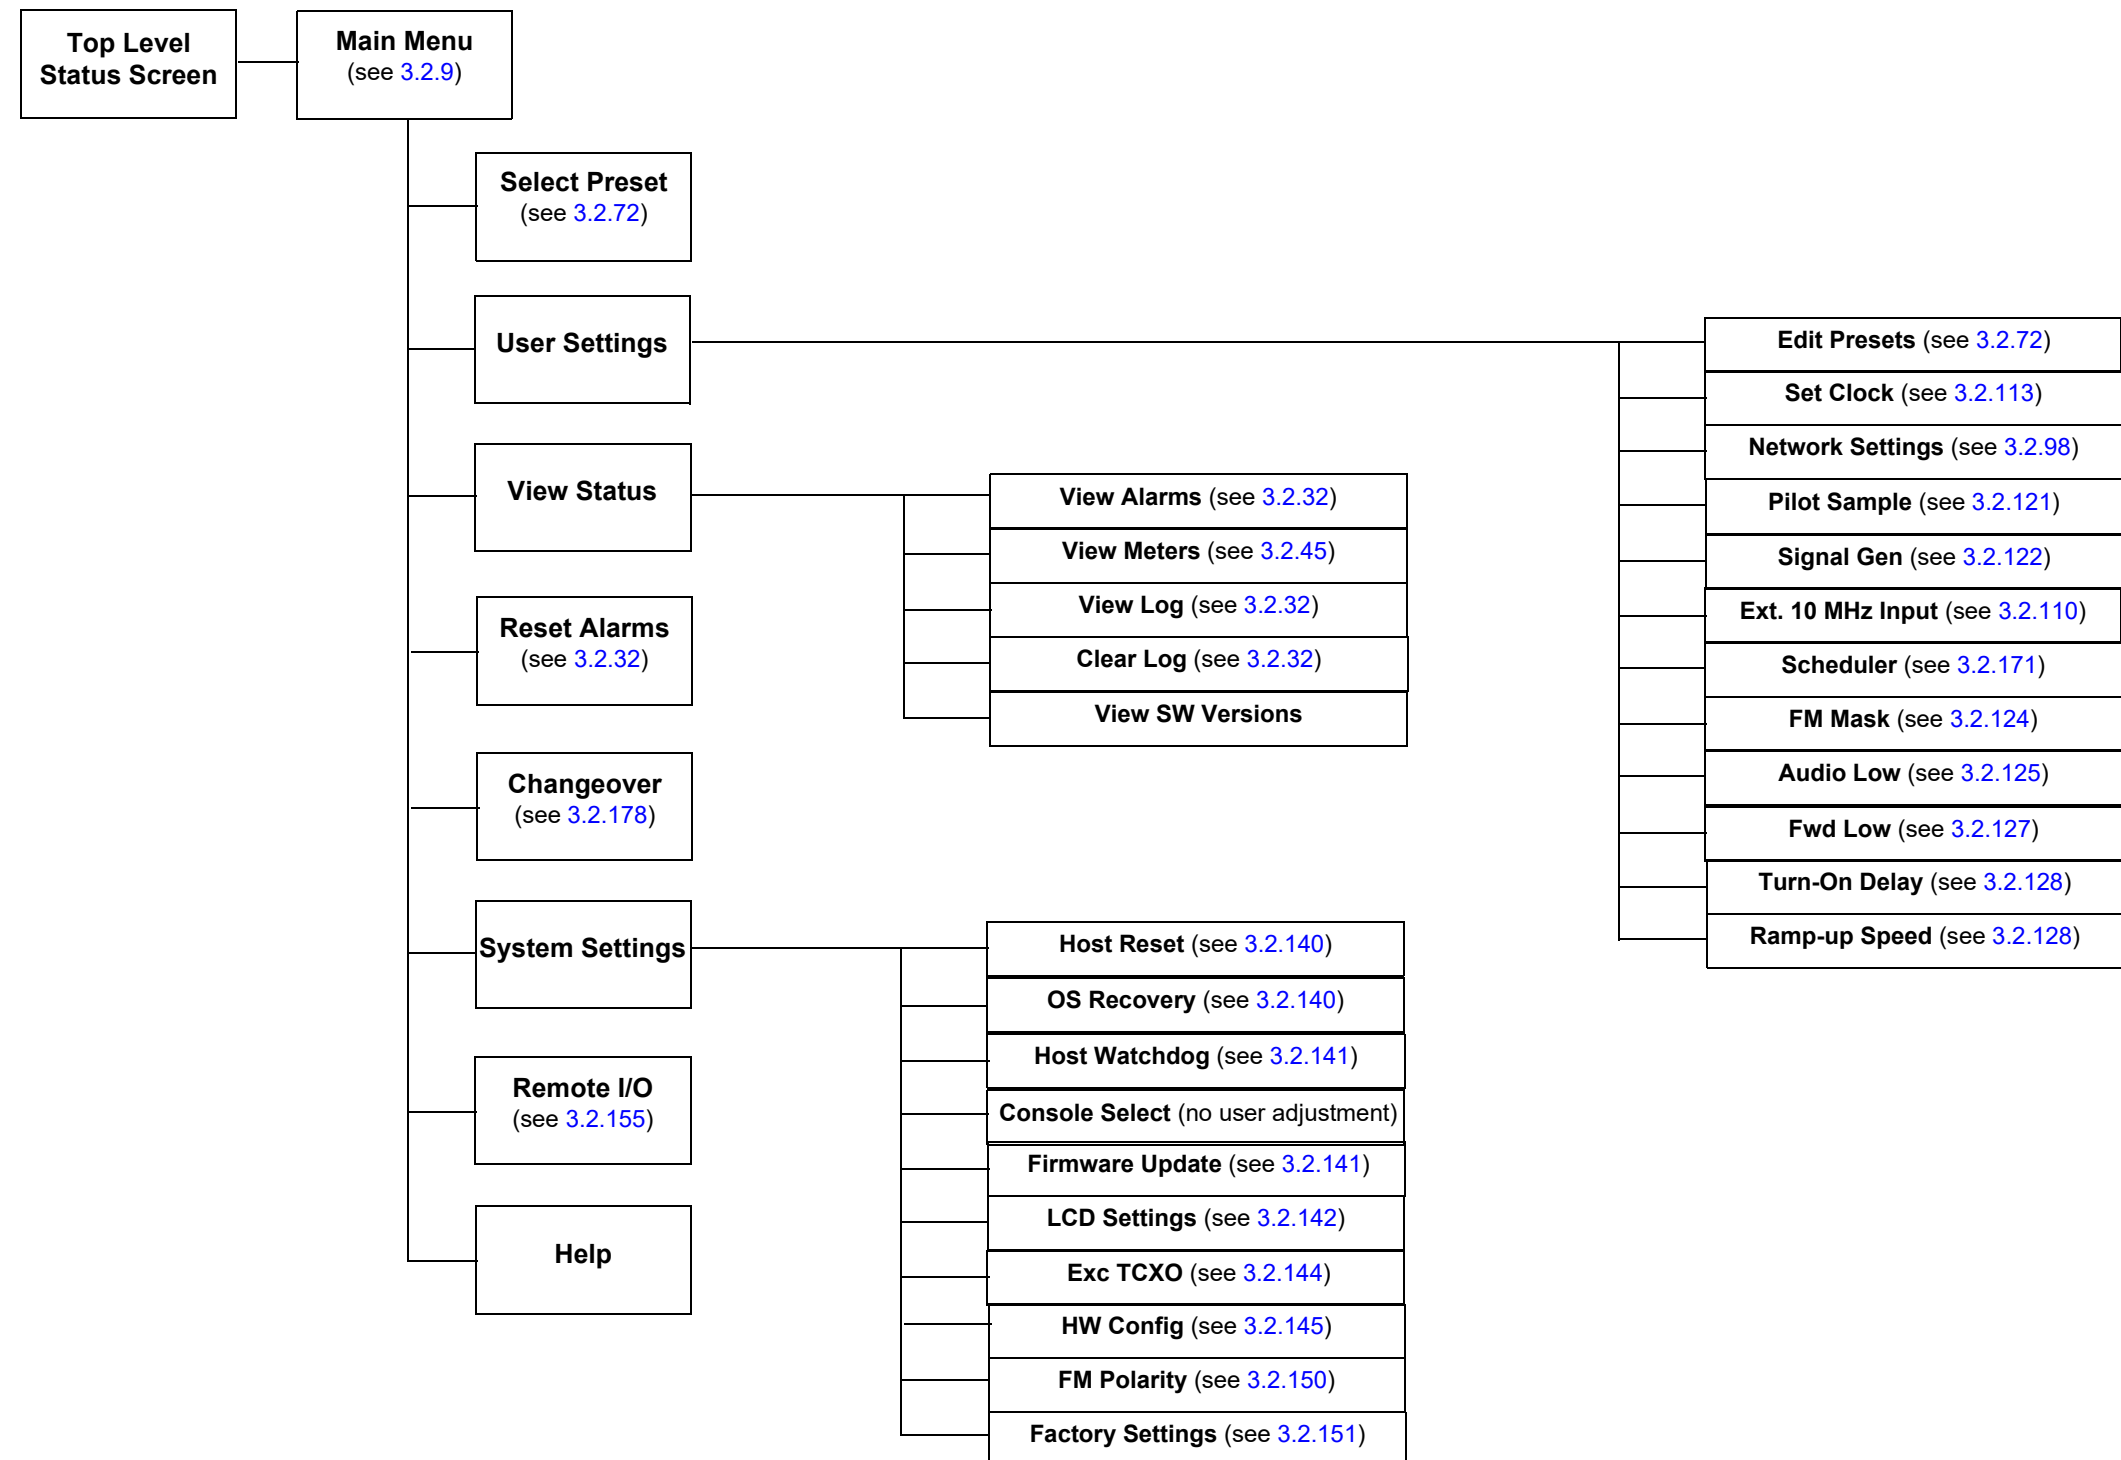 Top Level
Status Screen
Main Menu
(see 3.2.9)
Select Preset
(see 3.2.72)
User Settings
View Status
Reset Alarms
(see 3.2.32)
Changeover
(see 3.2.178)
System Settings
Remote I/O
(see 3.2.155)
Help
View Alarms (see 3.2.32)
View Meters (see 3.2.45)
View Log (see 3.2.32)
Clear Log (see 3.2.32)
View SW Versions
Host Reset (see 3.2.140)
OS Recovery (see 3.2.140)
Host Watchdog (see 3.2.141)
Console Select (no user adjustment)
Firmware Update (see 3.2.141)
LCD Settings (see 3.2.142)
Exc TCXO (see 3.2.144)
HW Config (see 3.2.145)
FM Polarity (see 3.2.150)
Factory Settings (see 3.2.151)
Edit Presets (see 3.2.72)
Set Clock (see 3.2.113)
Network Settings (see 3.2.98)
Pilot Sample (see 3.2.121)
Signal Gen (see 3.2.122)
Ext. 10 MHz Input (see 3.2.110)
Scheduler (see 3.2.171)
FM Mask (see 3.2.124)
Audio Low (see 3.2.125)
Fwd Low (see 3.2.127)
Turn-On Delay (see 3.2.128)
Ramp-up Speed (see 3.2.128)